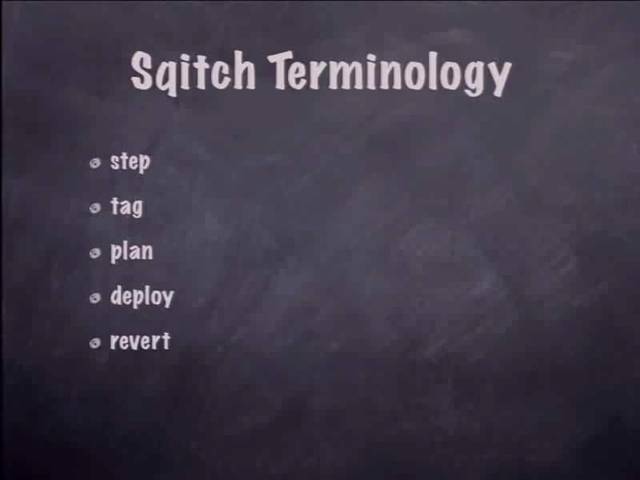 Sqitch Terminology
step
tag
plan
deploy
revert